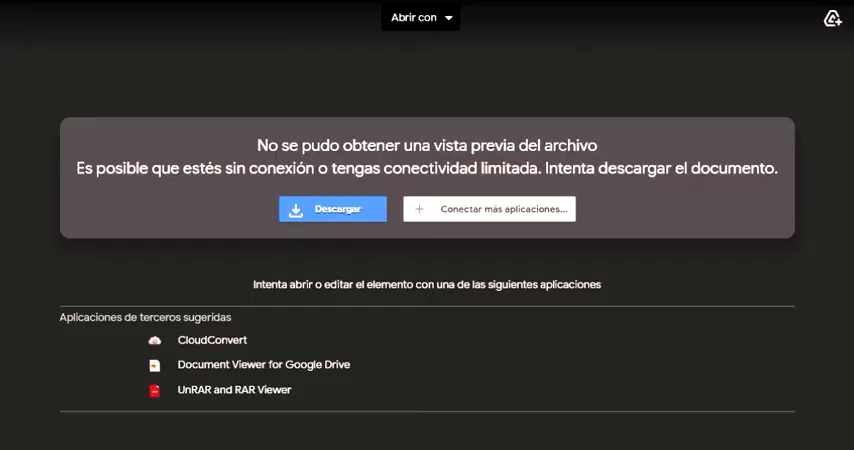 Abrir con
No se pudo obtener una vista previa del archivo
Es posible que estés sin conexión o tengas conectividad limitada. Intenta descargar el documento.
Descargar
+ Conectar más aplicaciones...
Intenta abrir o editar el elemento con una de las siguientes aplicaciones
Aplicaciones de terceros sugeridas
CloudConvert
Document Viewer for Google Drive
UnRAR and RAR Viewer